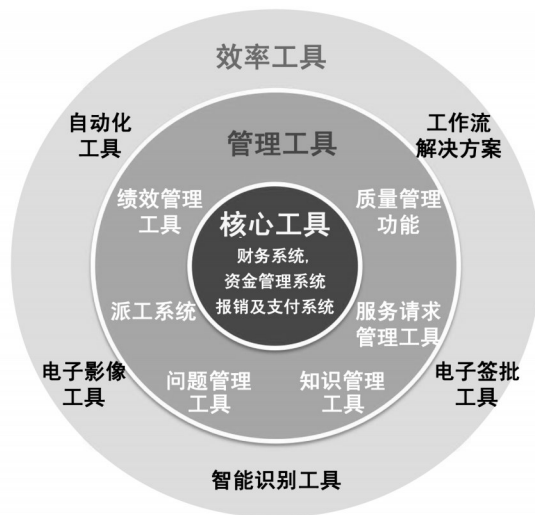 效率工具
自动化
工具
工作流
解决方案
管理工具
绩效管理
工具
质量管理
功能
核心工具
财务系统,
资金管理系统
报销及支付系统
派工系统
服务请求
管理工具
电子影像
工具
问题管理
工具
知识管理
工具
电子签批
工具
智能识别工具